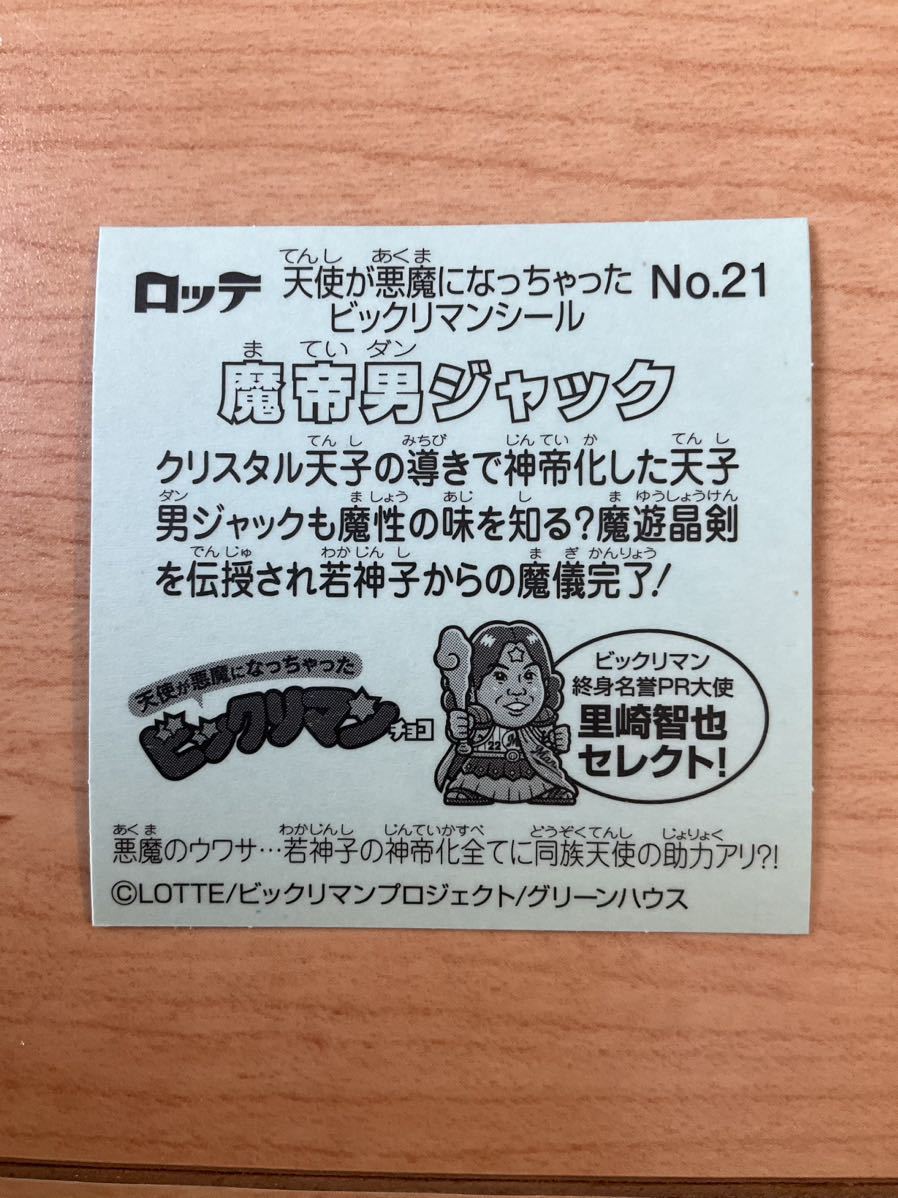 ロッテ 天使が悪魔になっちゃった No.21
てんし あくま
ビックリマンシール
ま てい ダン
魔帝男ジャック
てんし みちび じんてい か てんし
クリスタル天子の導きで神帝化した天子
ダン ましょう あじ し まゆうしょうけん
男ジャックも魔性の味を知る?魔遊晶剣
でんじゅ わかじんし まぎかんりょう
を伝授され若神子からの魔儀完了!
天使が悪魔になっちゃった
ビックリマンチョコ
22
ビックリマン
終身名誉PR大使
里崎智也
セレクト!
あくま わかじんし じんていかすべ どうぞくてんし じょりょく
悪魔のウワサ…若神子の神帝化全てに同族天使の助力アリ?!
©LOTTE/ビックリマンプロジェクト/グリーンハウス